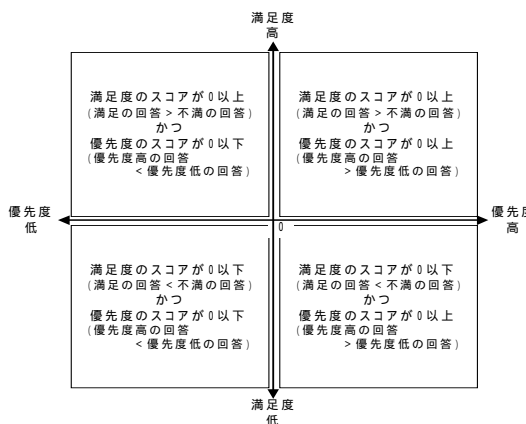 満足度
高
満足度のスコアが0以上
(満足の回答>不満の回答)
かつ
優先度のスコアが0以下
(優先度高の回答
<優先度低の回答)
満足度のスコアが0以上
(満足の回答>不満の回答)
かつ
優先度のスコアが0以上
(優先度高の回答
>優先度低の回答)
優先度
低
0
優先度
高
満足度のスコアが0以下
(満足の回答<不満の回答)
かつ
優先度のスコアが0以下
(優先度高の回答
<優先度低の回答)
満足度のスコアが0以下
(満足の回答<不満の回答)
かつ
優先度のスコアが0以上
(優先度高の回答
>優先度低の回答)
満足度
低